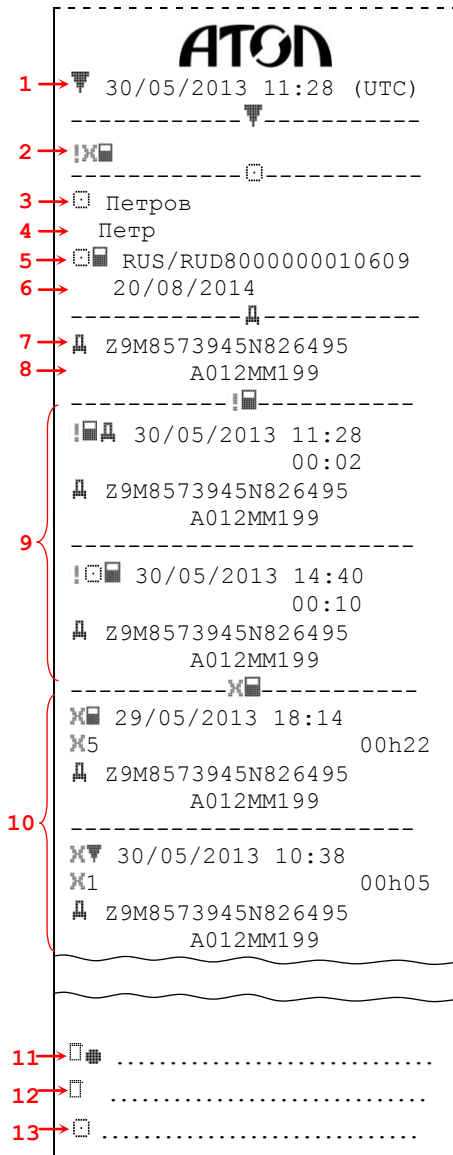 ATOL
1 30/05/2013 11:28 (UTC)
2 !X
3 Петров
4 Петр
5 RUS/RUD8000000010609
6 20/08/2014
Д
7 Д Z9M8573945N826495
8 A012MM199
!
!Д 30/05/2013 11:28
00:02
Д Z9M8573945N826495
A012MM199
9
! 30/05/2013 14:40
00:10
Д Z9M8573945N826495
A012MM199
X
X 29/05/2013 18:14
X5 00h22
Д Z9M8573945N826495
A012MM199
10
X 30/05/2013 10:38
X1 00h05
Д Z9M8573945N826495
A012MM199
11 ..............................
12 ..............................
13 ..............................